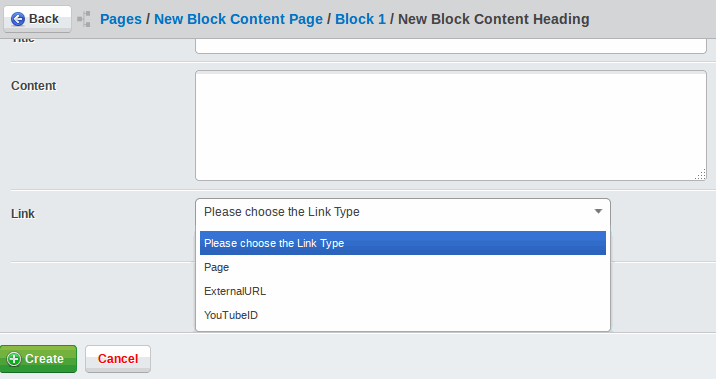 Back
Pages / New Block Content Page / Block 1 / New Block Content Heading
Title
Content
Link
Please choose the Link Type
Please choose the Link Type
Page
ExternalURL
YouTubeID
Create
Cancel